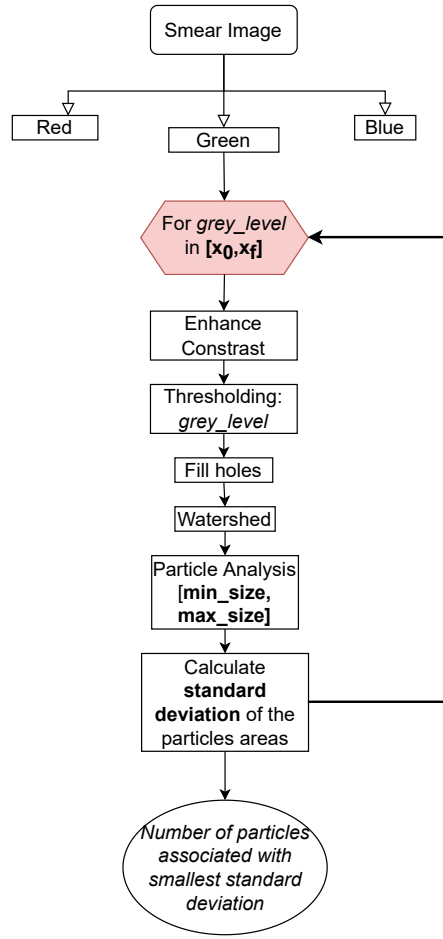 Smear Image
Red
Green
Blue
For grey_level
in [x0,xf]
Enhance
Constrast
Thresholding:
grey_level
Fill holes
Watershed
Particle Analysis
[min_size,
max_size]
Calculate
standard
deviation of the
particles areas
Number of particles
associated with
smallest standard
deviation